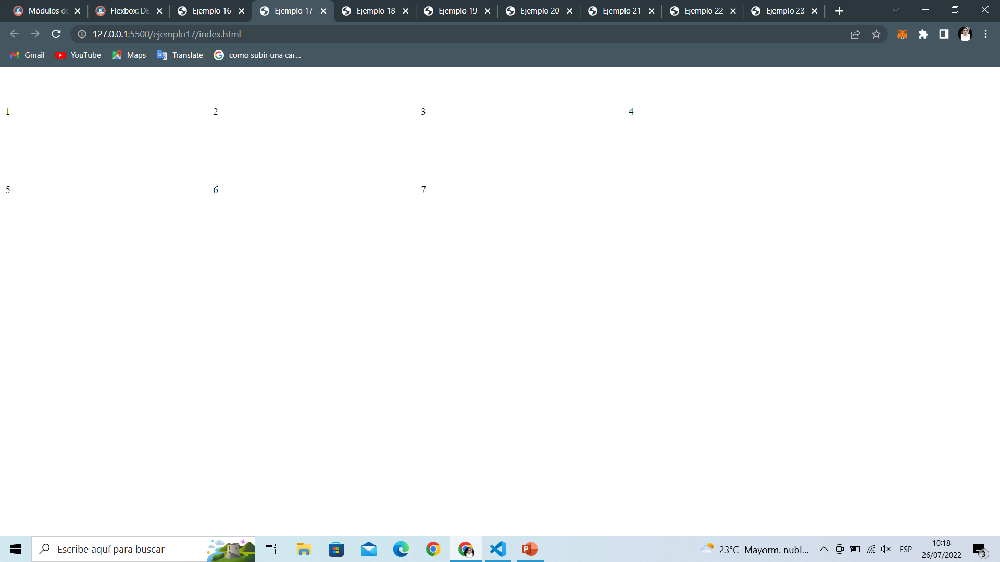 Módulos de
Flexbox: DE
Ejemplo 16
Ejemplo 17
Ejemplo 18
Ejemplo 19
Ejemplo 20
Ejemplo 21
Ejemplo 22
Ejemplo 23
127.0.0.1:5500/ejemplo17/index.html
Gmail
YouTube
Maps
Translate
como subir una car...
1 2 3 4
5 6 7
Escribe aquí para buscar
23°C Mayorm. nubl...
ESP
10:18
26/07/2022
3